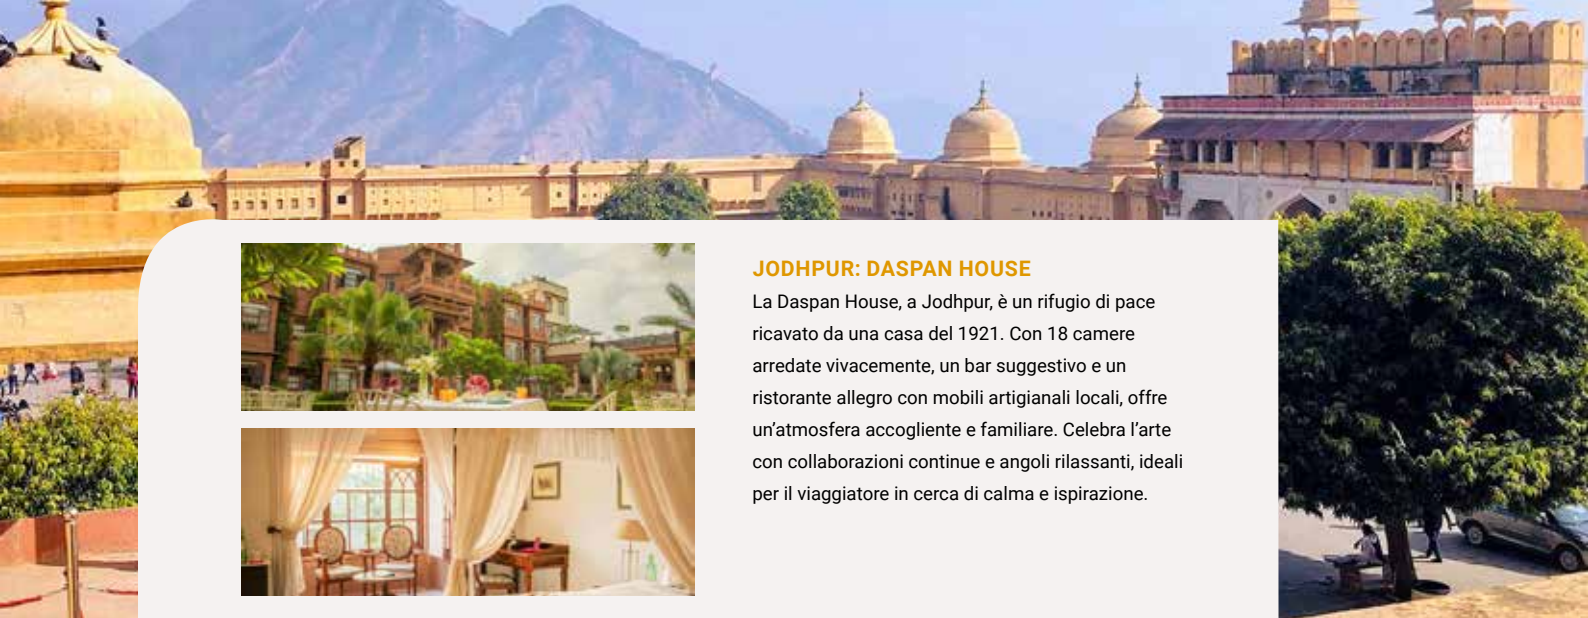 JODHPUR: DASPAN HOUSE
La Daspan House, a Jodhpur, è un rifugio di pace
ricavato da una casa del 1921. Con 18 camere
arredate vivacemente, un bar suggestivo e un
ristorante allegro con mobili artigianali locali, offre
un’atmosfera accogliente e familiare. Celebra l’arte
con collaborazioni continue e angoli rilassanti, ideali
per il viaggiatore in cerca di calma e ispirazione.